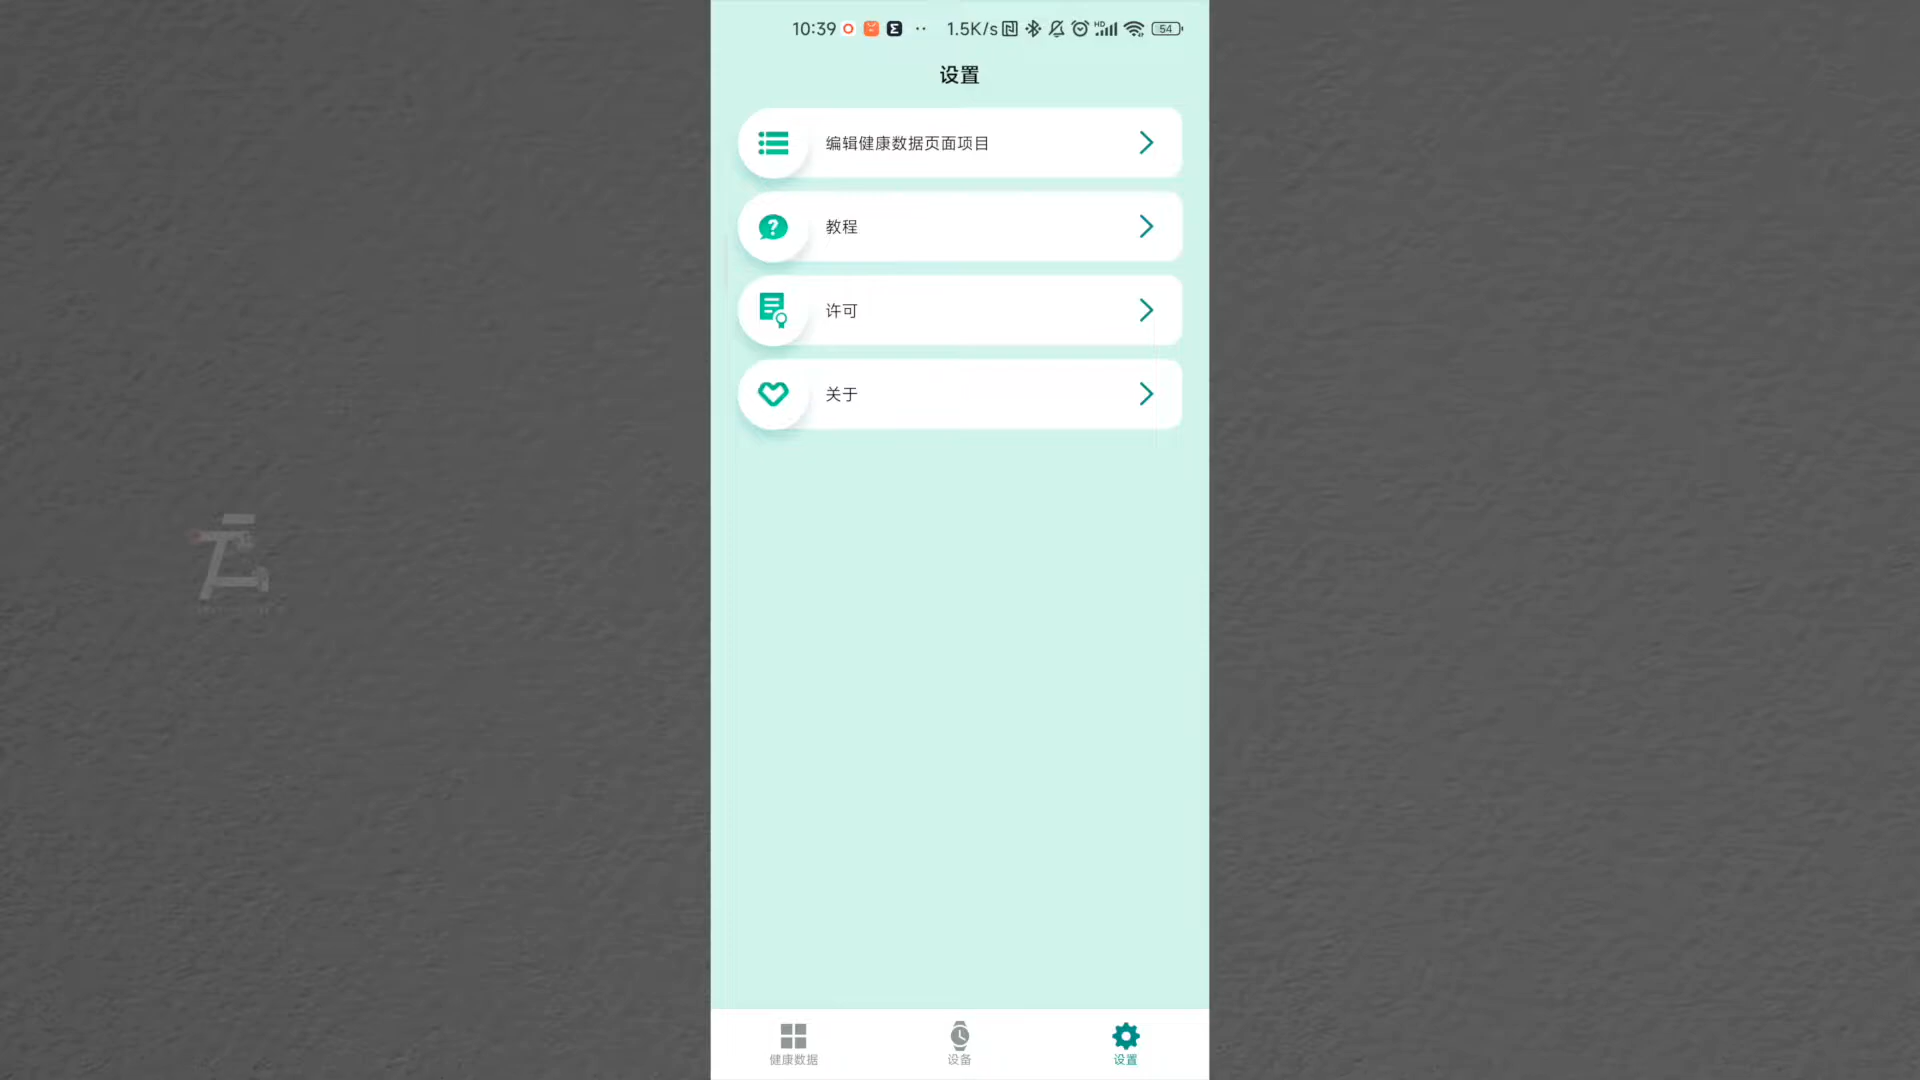 10:39 1.5K/s HD 54
设置
编辑健康数据页面项目
教程
许可
关于
健康数据 设备 设置